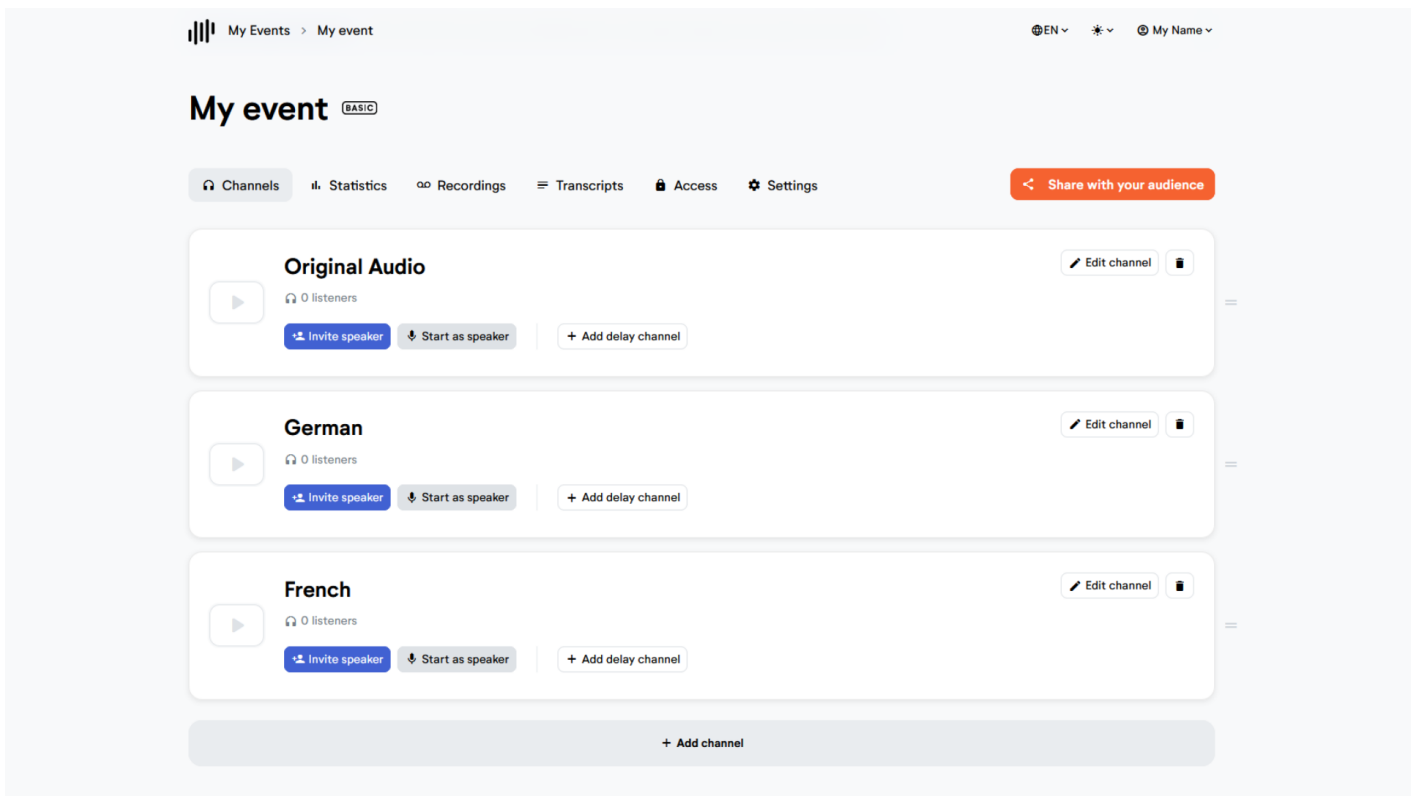 My Events > My event
EN
My Name
My event BASIC
Channels Statistics Recordings Transcripts Access Settings Share with your audience
Original Audio
Edit channel
0 listeners
Invite speaker Start as speaker + Add delay channel
German
Edit channel
0 listeners
Invite speaker Start as speaker + Add delay channel
French
Edit channel
0 listeners
Invite speaker Start as speaker + Add delay channel
+ Add channel